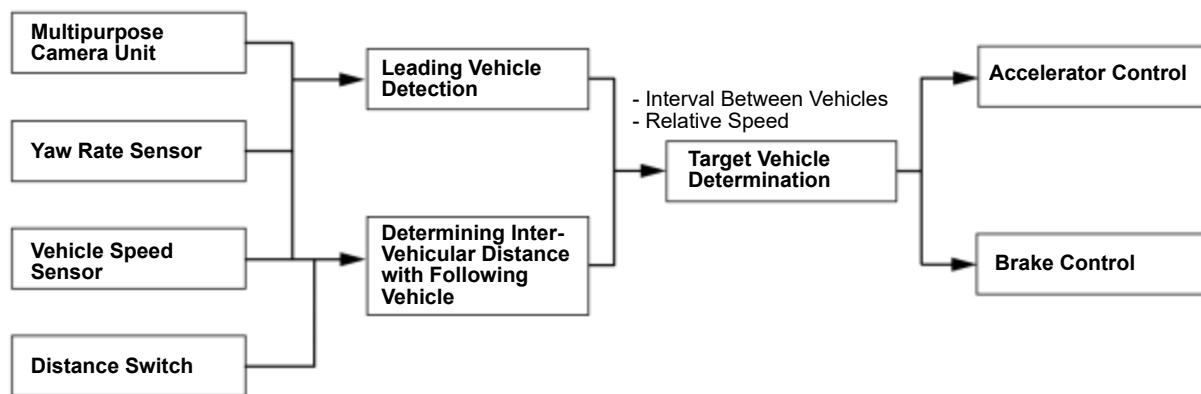 Multipurpose
Camera Unit
Yaw Rate Sensor
Vehicle Speed
Sensor
Distance Switch
Leading Vehicle
Detection
Determining Inter-
Vehicular Distance
with Following
Vehicle
- Interval Between Vehicles
- Relative Speed
Target Vehicle
Determination
Accelerator Control
Brake Control